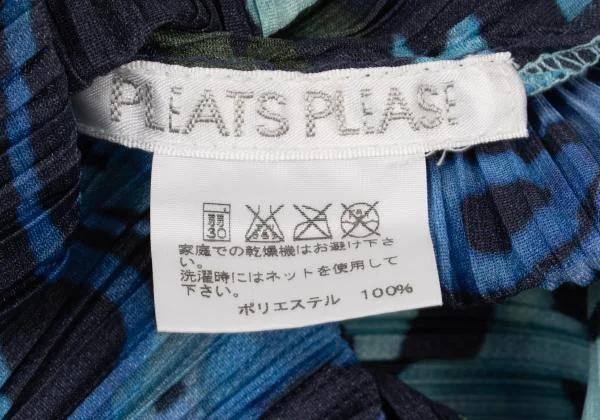 PLEATS PLEASE
30
家庭での乾燥機はお避け下さ
い。
洗濯時にはネットを使用して
下さい。
ポリエステル 100%